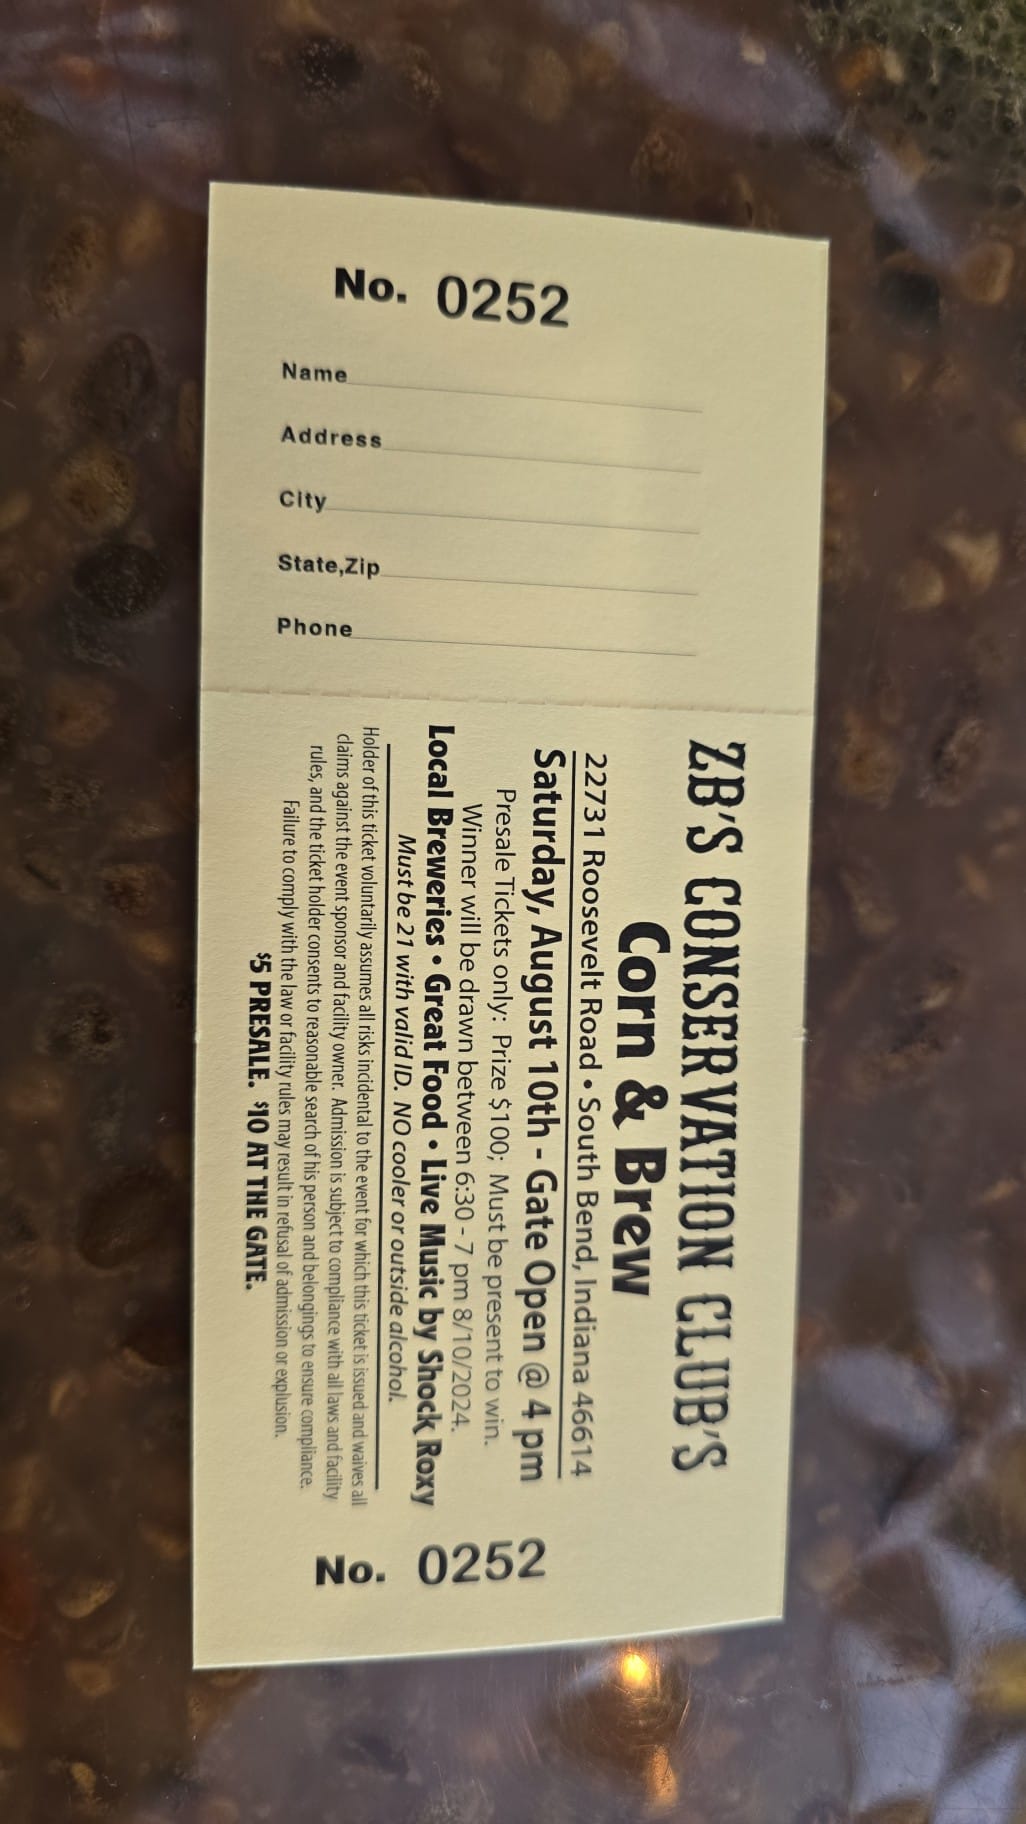 No. 0252
Name
Address
City
State,Zip
Phone
ZB'S CONSERVATION CLUB'S
Corn & Brew
22731 Roosevelt Road • South Bend, Indiana 46614
Saturday, August 10th - Gate Open @ 4 pm
Presale Tickets only: Prize $100; Must be present to win.
Winner will be drawn between 6:30 - 7 pm 8/10/2024.
Local Breweries • Great Food • Live Music by Shock Roxy
Must be 21 with valid ID. NO cooler or outside alcohol.
Holder of this ticket voluntarily assumes all risks incidental to the event for which this ticket is issued and waives all
claims against the event sponsor and facility owner. Admission is subject to compliance with all laws and facility
rules, and the ticket holder consents to reasonable search of his person and belongings to ensure compliance.
Failure to comply with the law or facility rules may result in refusal of admission or explusion.
$5 PRESALE. $10 AT THE GATE.
No. 0252